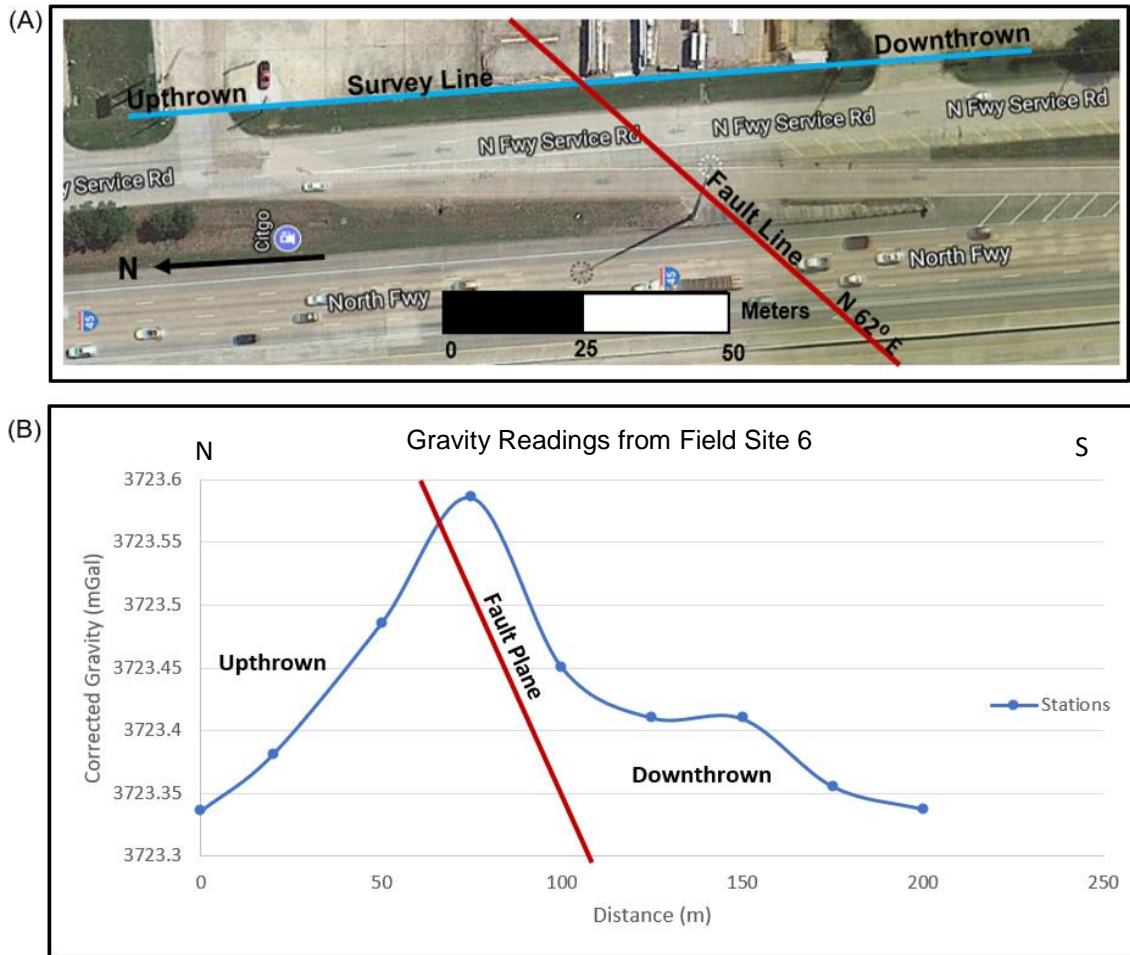 (A)
Upthrown
Survey Line
Downthrown
N Fwy Service Rd
N Fwy Service Rd
N Fwy Service Rd
y Service Rd
Fault Line
N 62º E
Citgo
N
45
North Fwy
45
North Fwy
Meters
0 25 50
(B)
N
Gravity Readings from Field Site 6
S
3723.6
3723.55
3723.5
3723.45
3723.4
3723.35
3723.3
Corrected Gravity (mGal)
Upthrown
Fault Plane
Downthrown
Stations
0 50 100 150 200 250
Distance (m)